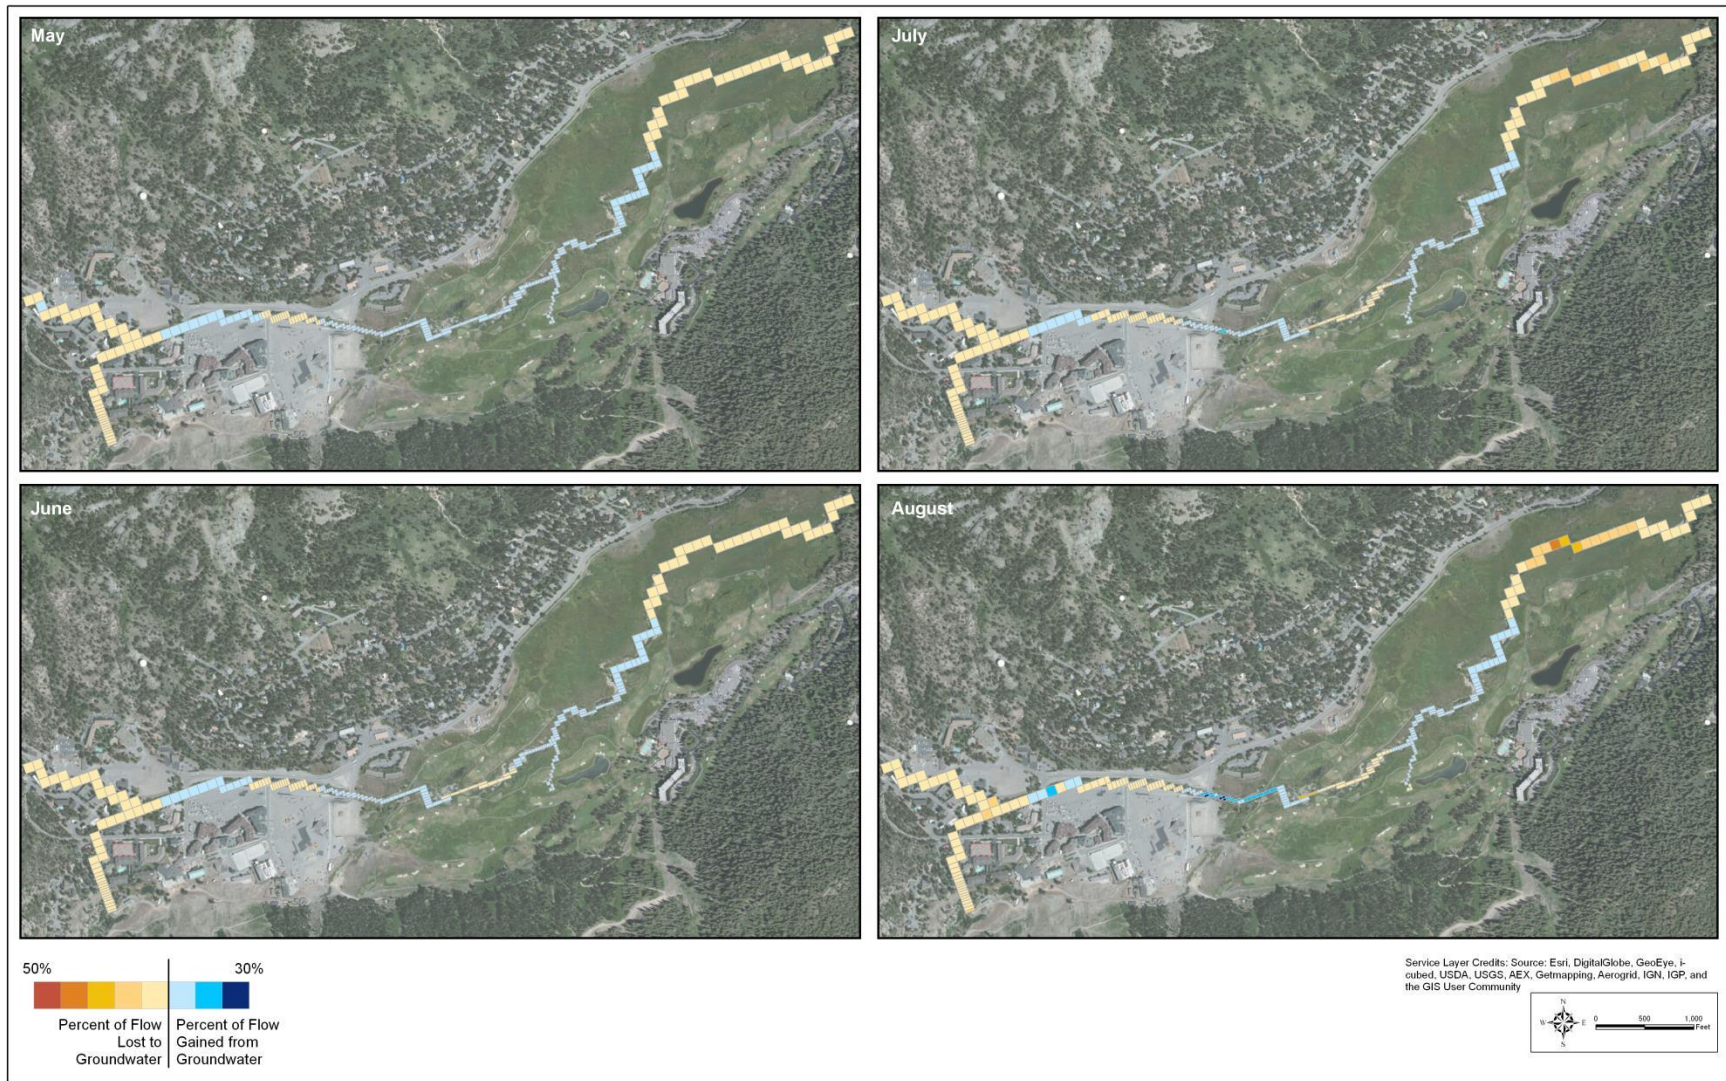 May
July
June
August
50%
30%
Percent of Flow
Lost to
Groundwater
Percent of Flow
Gained from
Groundwater
Service Layer Credits: Source: Esri, DigitalGlobe, GeoEye, i-
cubed, USDA, USGS, AEX, Getmapping, Aerogrid, IGN, IGP, and
the GIS User Community
N
W
E
S
0
500
1,000
Feet